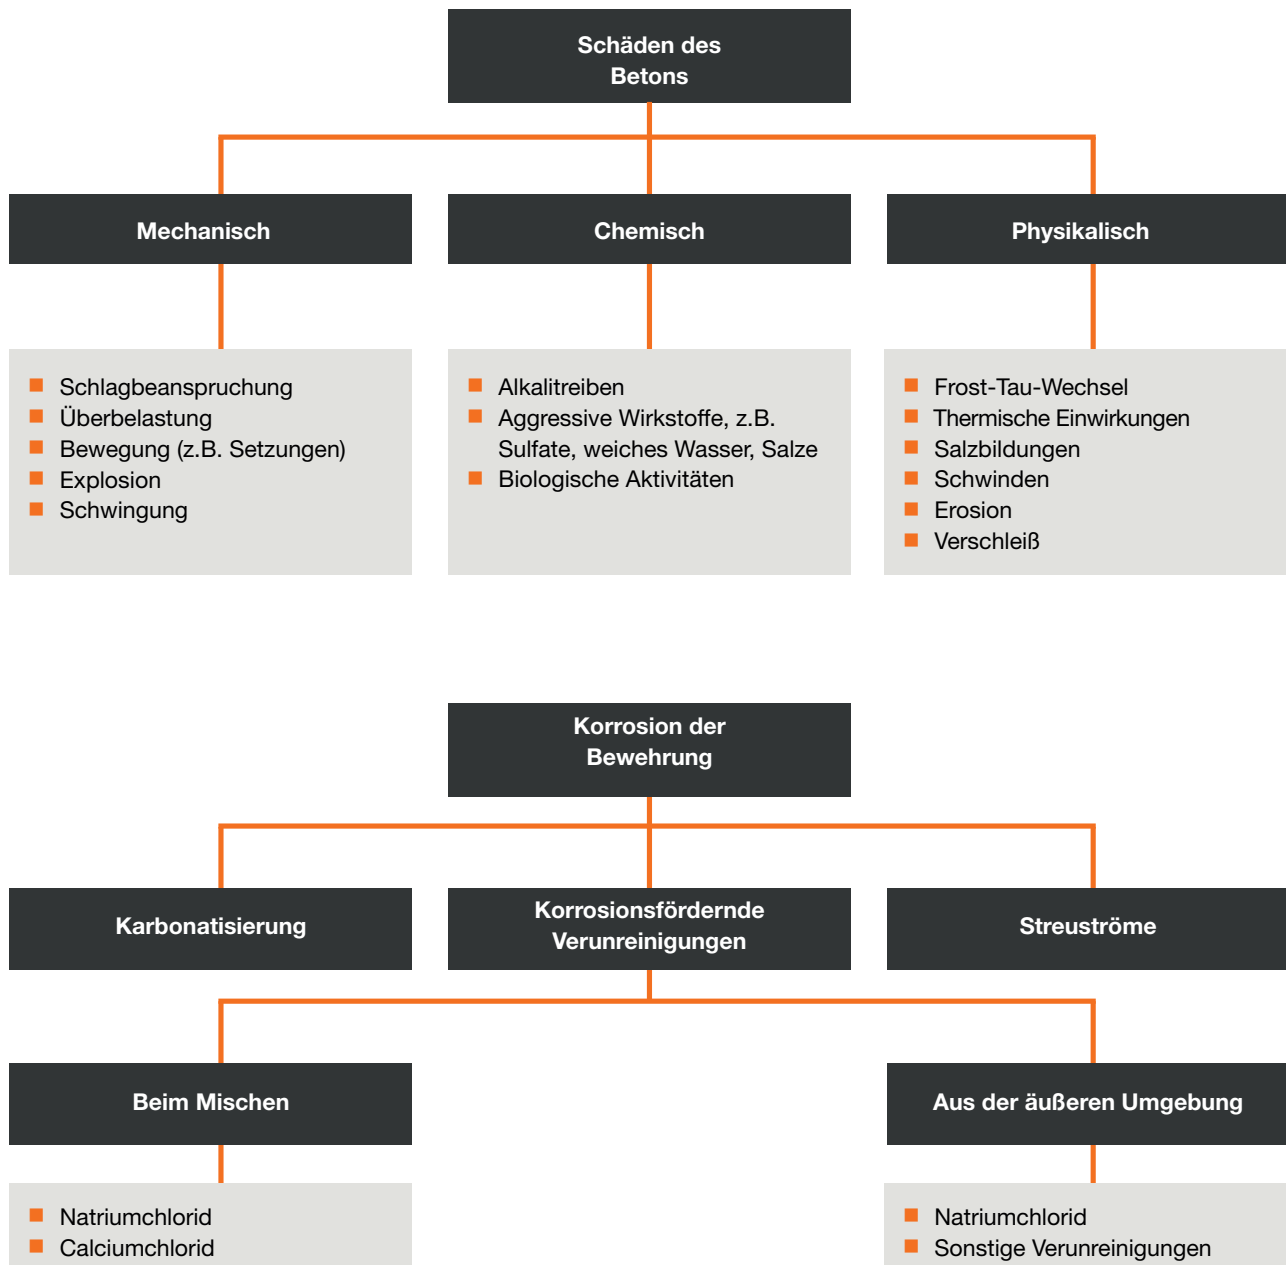 Schäden des
Betons
Mechanisch
Chemisch
Physikalisch
Schlagbeanspruchung
Überbelastung
Bewegung (z.B. Setzungen)
Explosion
Schwingung
Alkalitreiben
Aggressive Wirkstoffe, z.B.
Sulfate, weiches Wasser, Salze
Biologische Aktivitäten
Frost-Tau-Wechsel
Thermische Einwirkungen
Salzbildungen
Schwinden
Erosion
Verschleiß
Korrosion der
Bewehrung
Karbonatisierung
Korrosionsfördernde
Verunreinigungen
Streuströme
Beim Mischen
Aus der äußeren Umgebung
Natriumchlorid
Calciumchlorid
Natriumchlorid
Sonstige Verunreinigungen